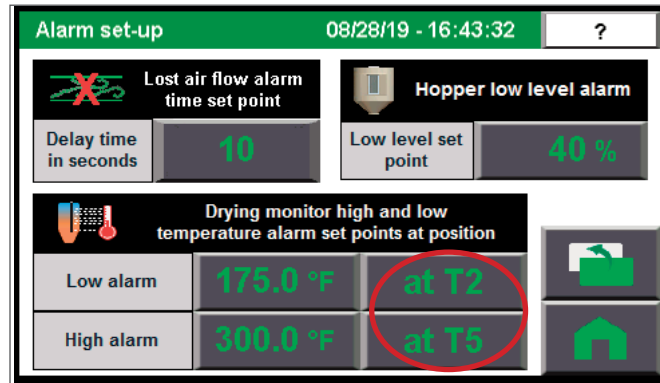 Alarm set-up 08/28/19 - 16:43:32 ?
Lost air flow alarm
time set point
Hopper low level alarm
Delay time
in seconds
10
Low level set
point
40 %
Drying monitor high and low
temperature alarm set points at position
Low alarm 175.0 °F at T2
High alarm 300.0 °F at T5